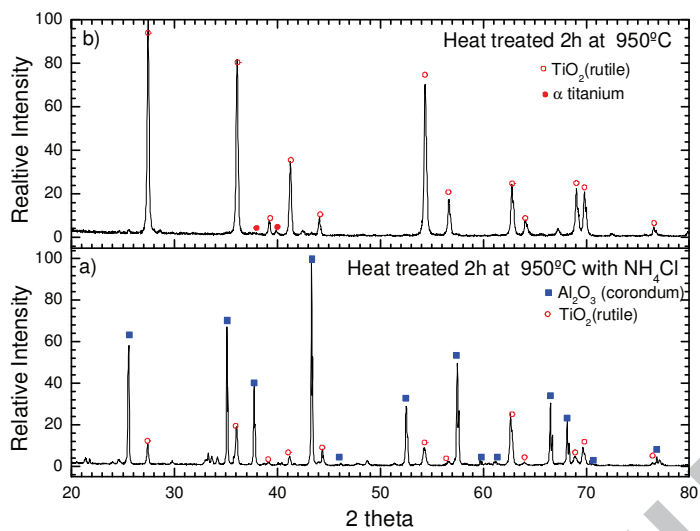 b)
Heat treated 2h at 950ºC
TiO2(rutile)
α titanium
Realtive Intensity
100
80
60
40
20
0
a)
Heat treated 2h at 950ºC with NH4Cl
Al2O3 (corondum)
TiO2(rutile)
Relative Intensity
100
80
60
40
20
0
20 30 40 50 60 70 80
2 theta